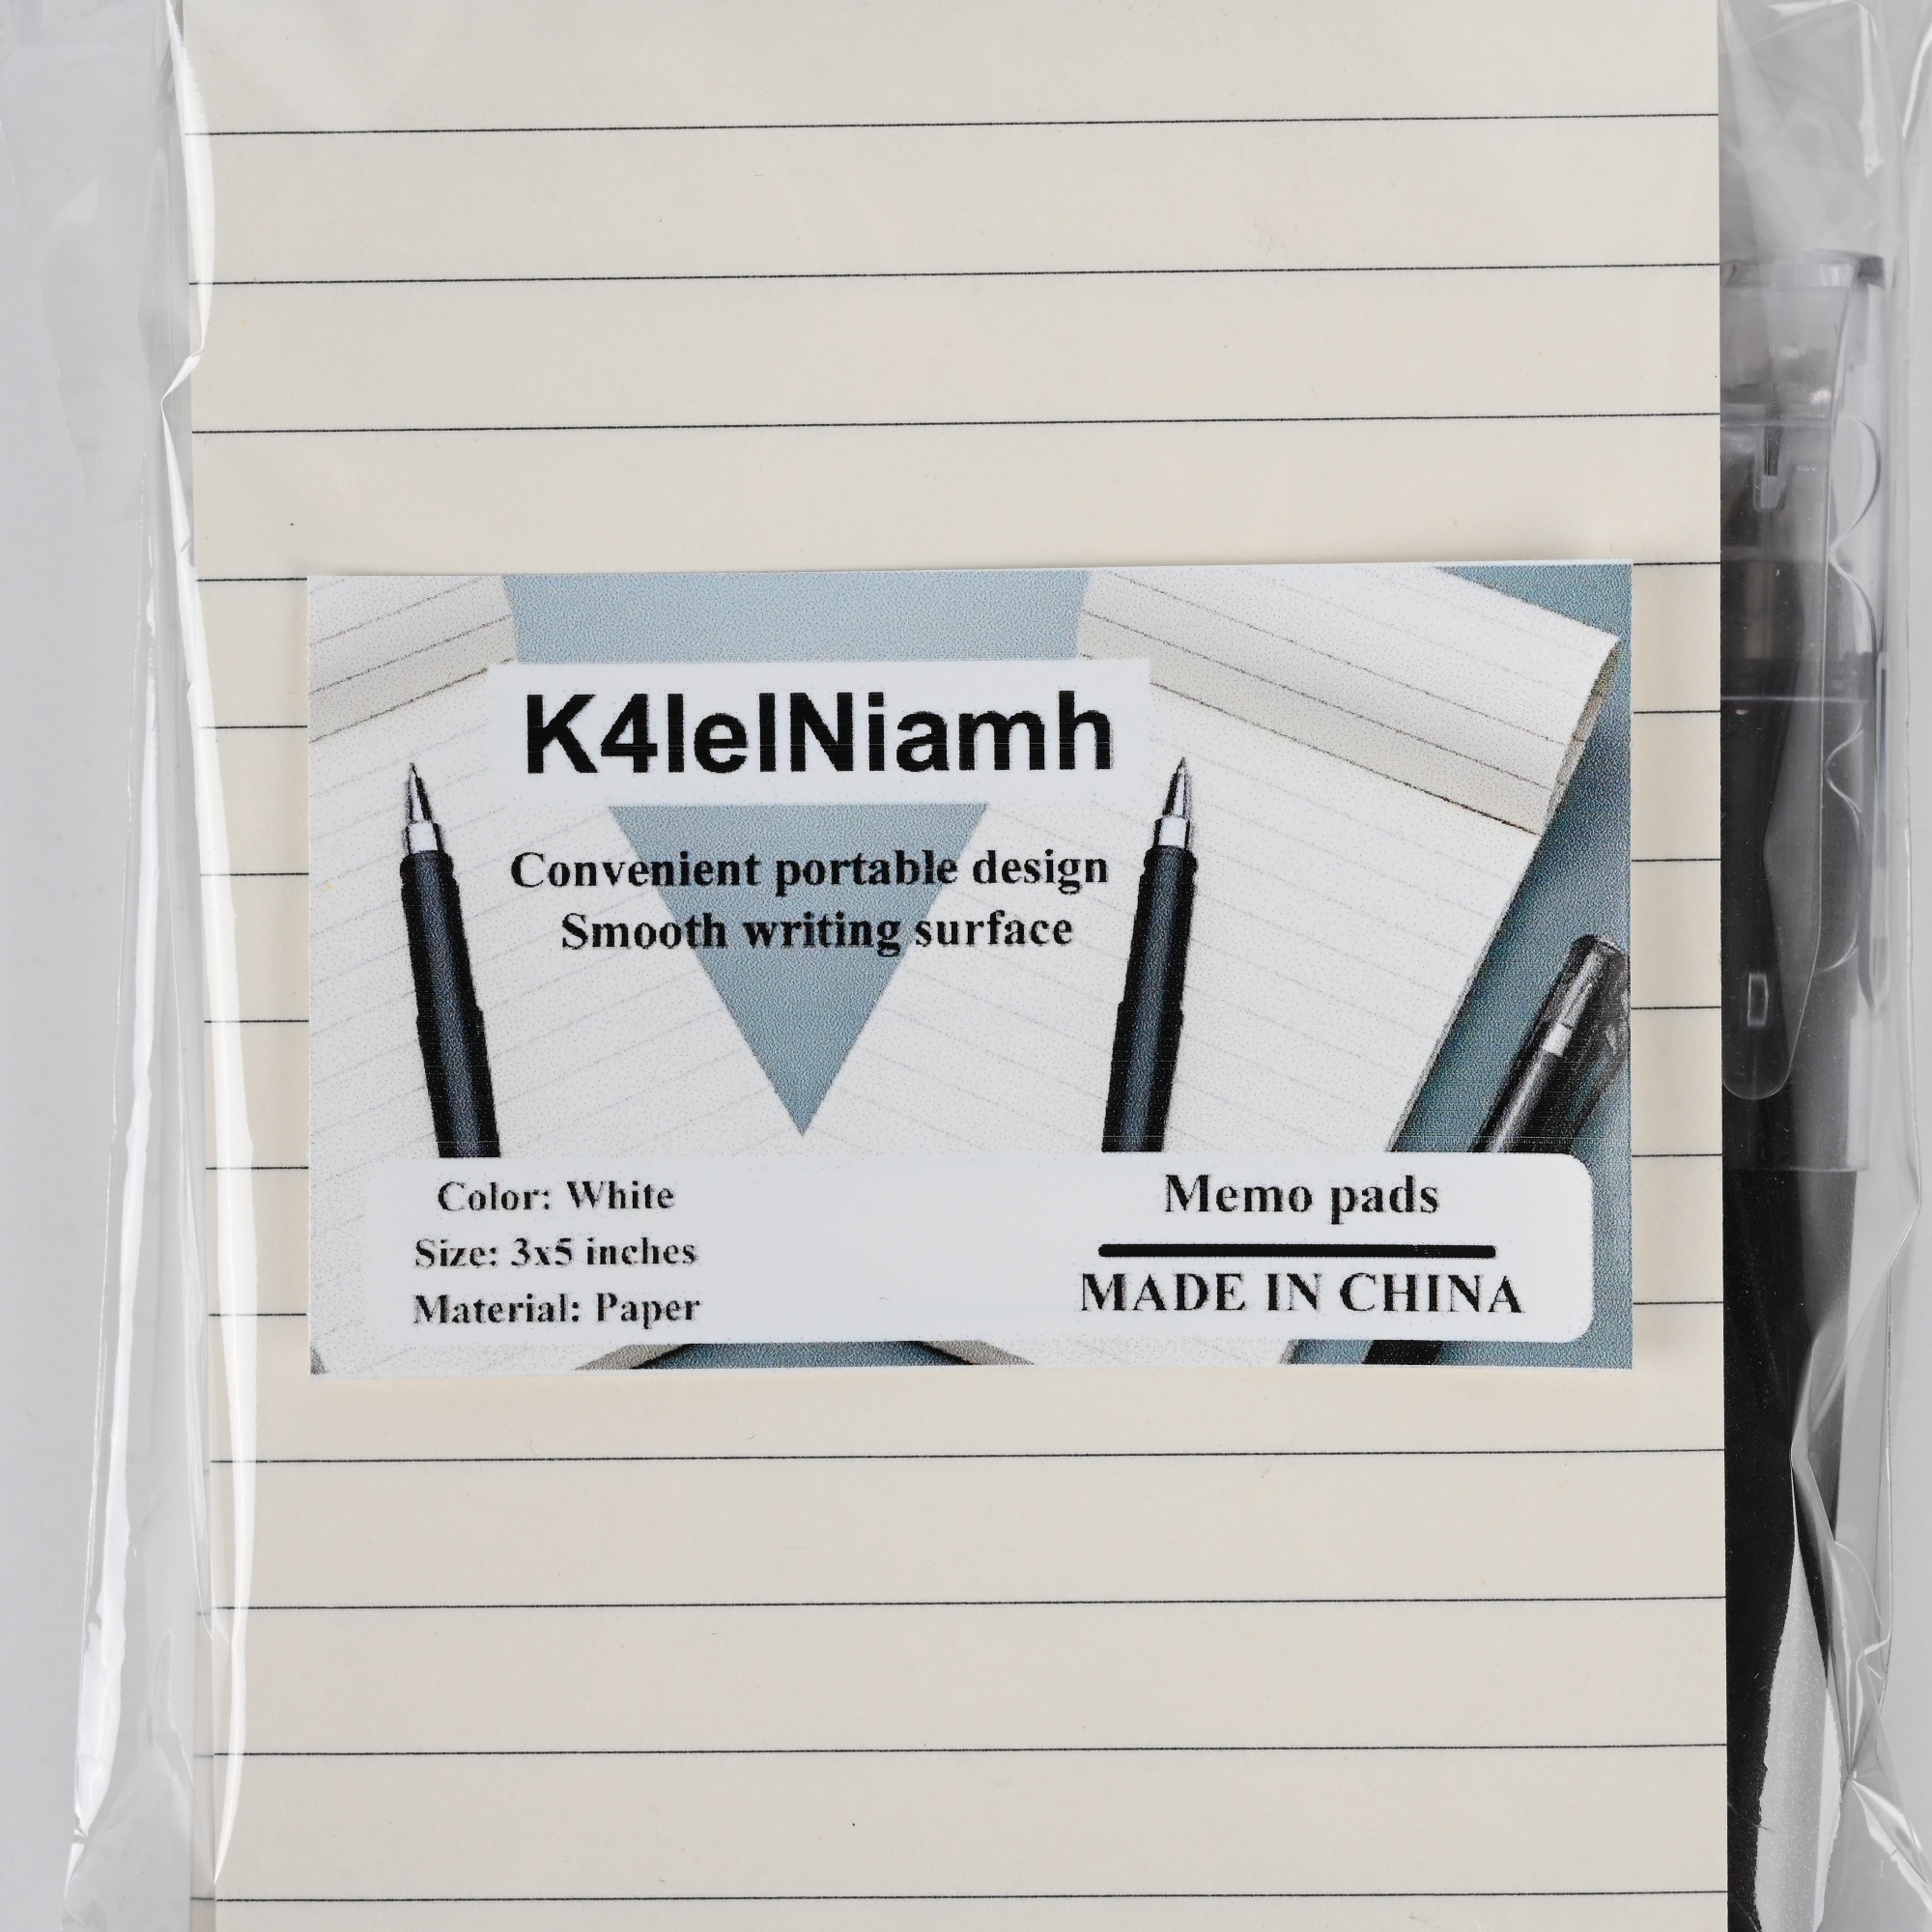 K4lelNiamh
Convenient portable design
Smooth writing surface
Color: White
Size: 3x5 inches
Material: Paper
Memo pads
MADE IN CHINA